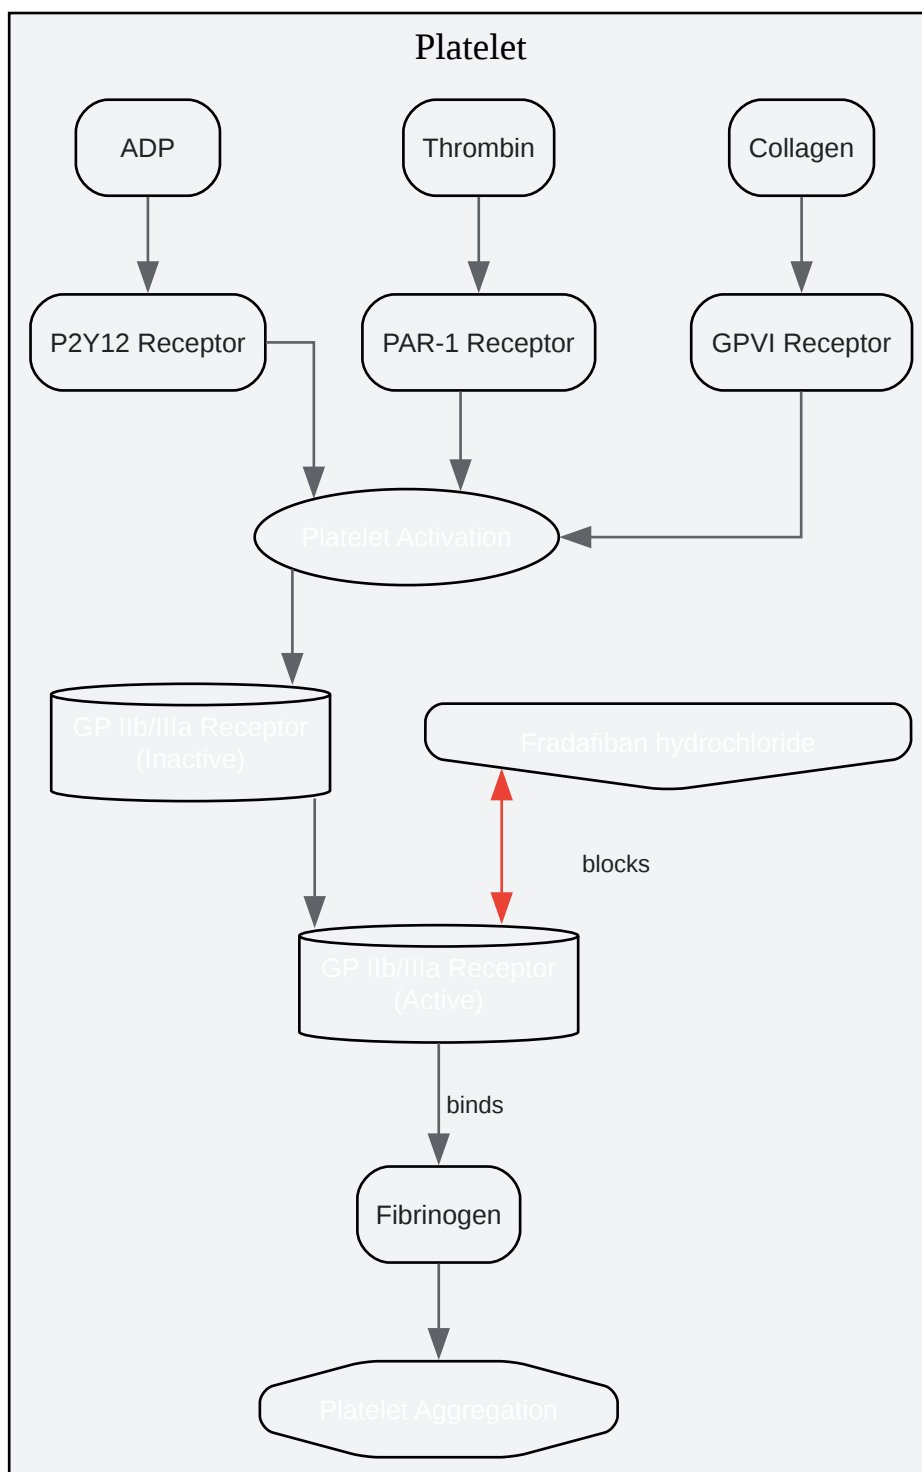 Platelet
ADP
Thrombin
Collagen
P2Y12 Receptor
PAR-1 Receptor
GPVI Receptor
Platelet Activation
GP IIb/IIIa Receptor
(Inactive)
Fradafiban hydrochloride
blocks
GP IIb/IIIa Receptor
(Active)
binds
Fibrinogen
Platelet Aggregation